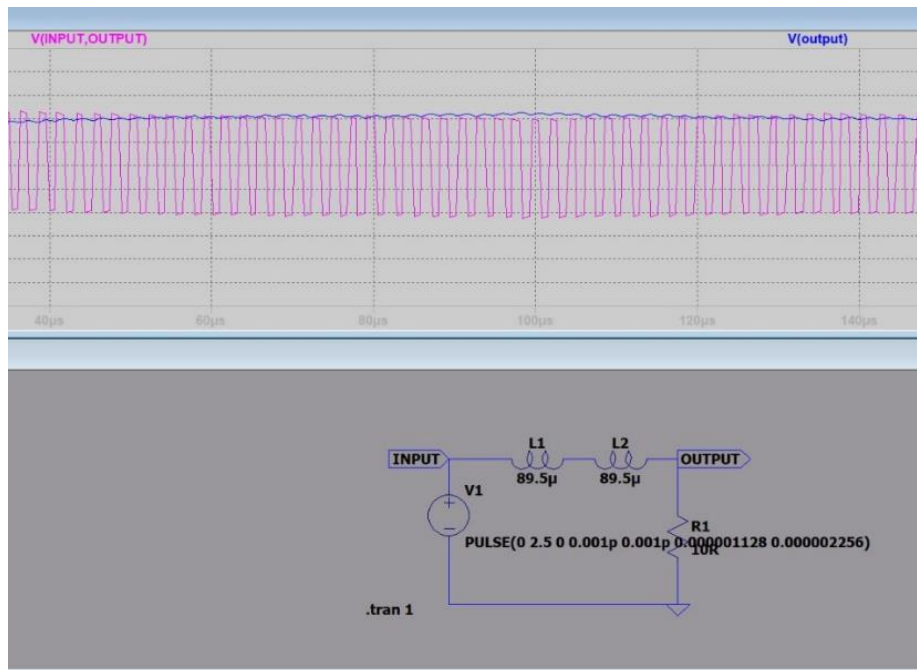 V(INPUT,OUTPUT) V(output)
40µs 60µs 80µs 100µs 120µs 140µs
L1 L2
INPUT OUTPUT
89.5µ 89.5µ
V1
R1
PULSE(0 2.5 0 0.001p 0.001p 0.000001128 0.000002256)
10R
.tran 1